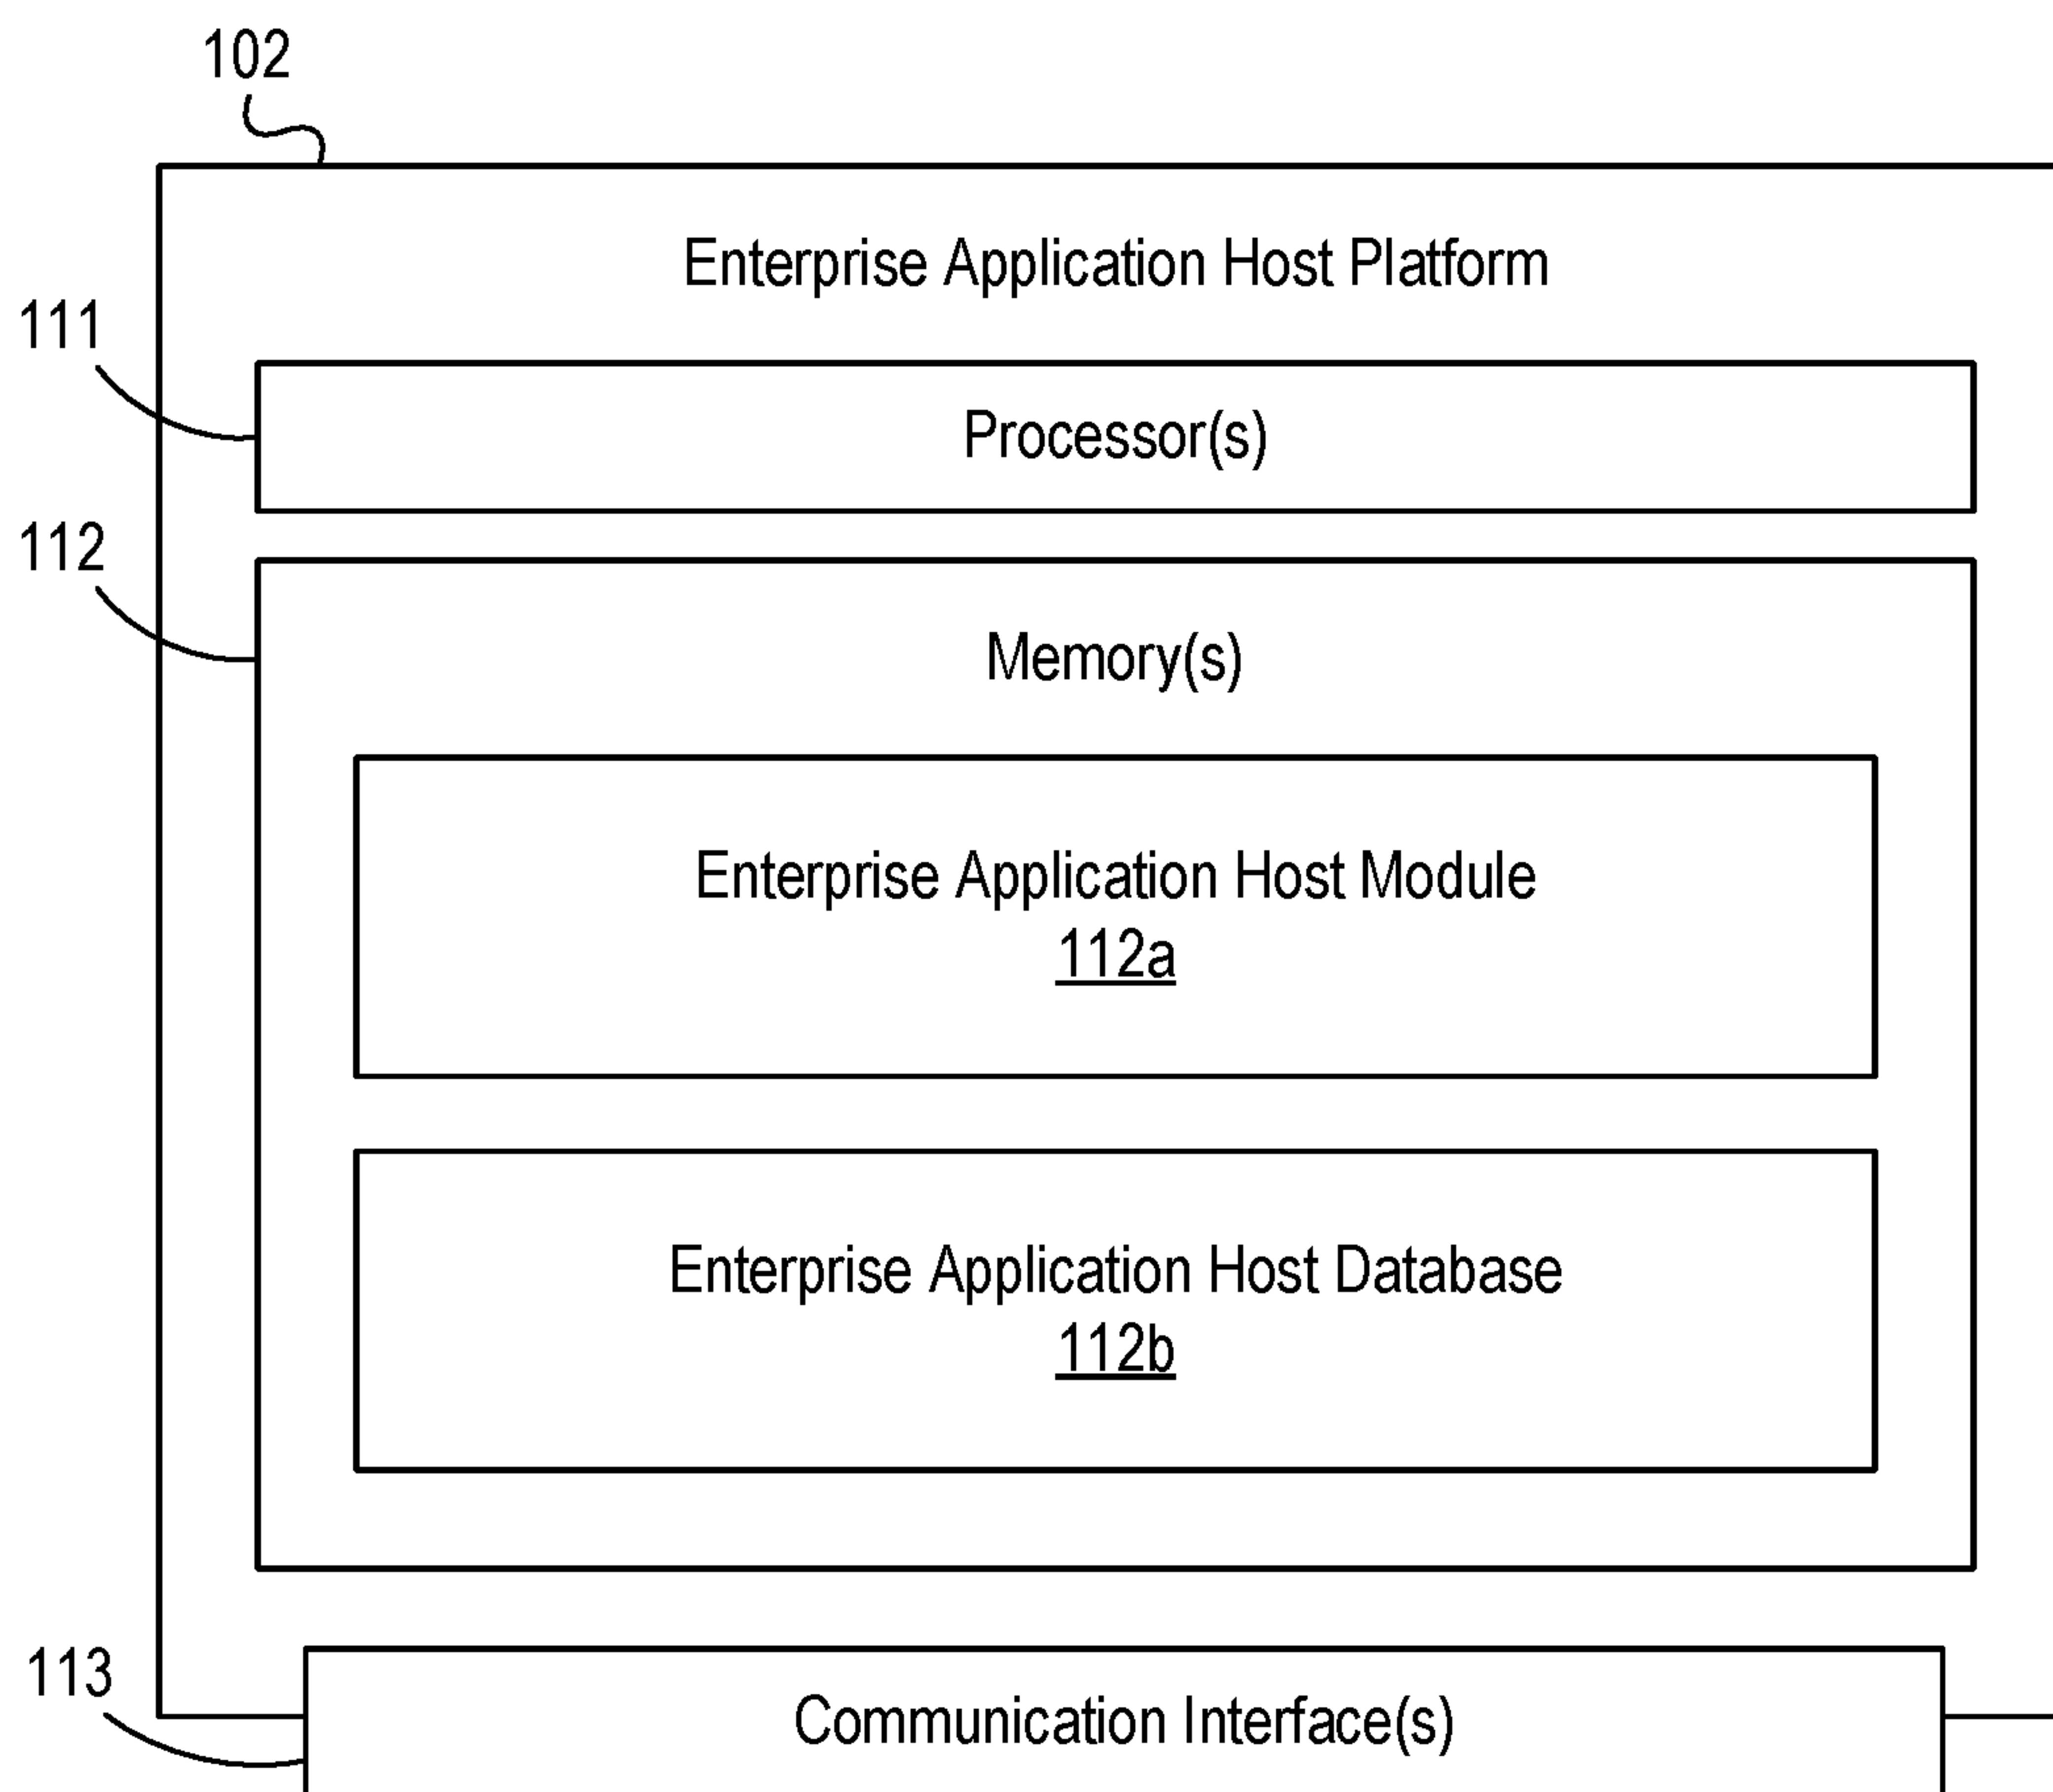 102
Enterprise Application Host Platform
111
Processor(s)
112
Memory(s)
Enterprise Application Host Module
112a
Enterprise Application Host Database
112b
113
Communication Interface(s)